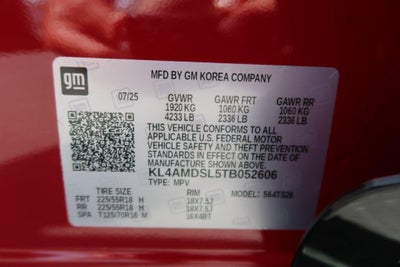 gm
MFD BY GM KOREA COMPANY
07/25 GVWR GAWR FRT GAWR RR
1920 KG 1060 KG 1060 KG
4233 LB 2336 LB 2336 LB
THIS VEHICLE CONFORMS TO ALL APPLICABLE
U.S. FEDERAL MOTOR VEHICLE SAFETY, BUMPER, AND THEFT PREVENTION
STANDARDS IN EFFECT ON THE DATE OF
MANUFACTURE SHOWN ABOVE.
KL4AMDSL5TB052606
TYPE: MPV MODEL: S64TS26
TIRE SIZE RIM
FRT 225/55R18 H 18X7.5J
RR 225/55R18 H 18X7.5J
SPA T125/70R16 M 16X4BT